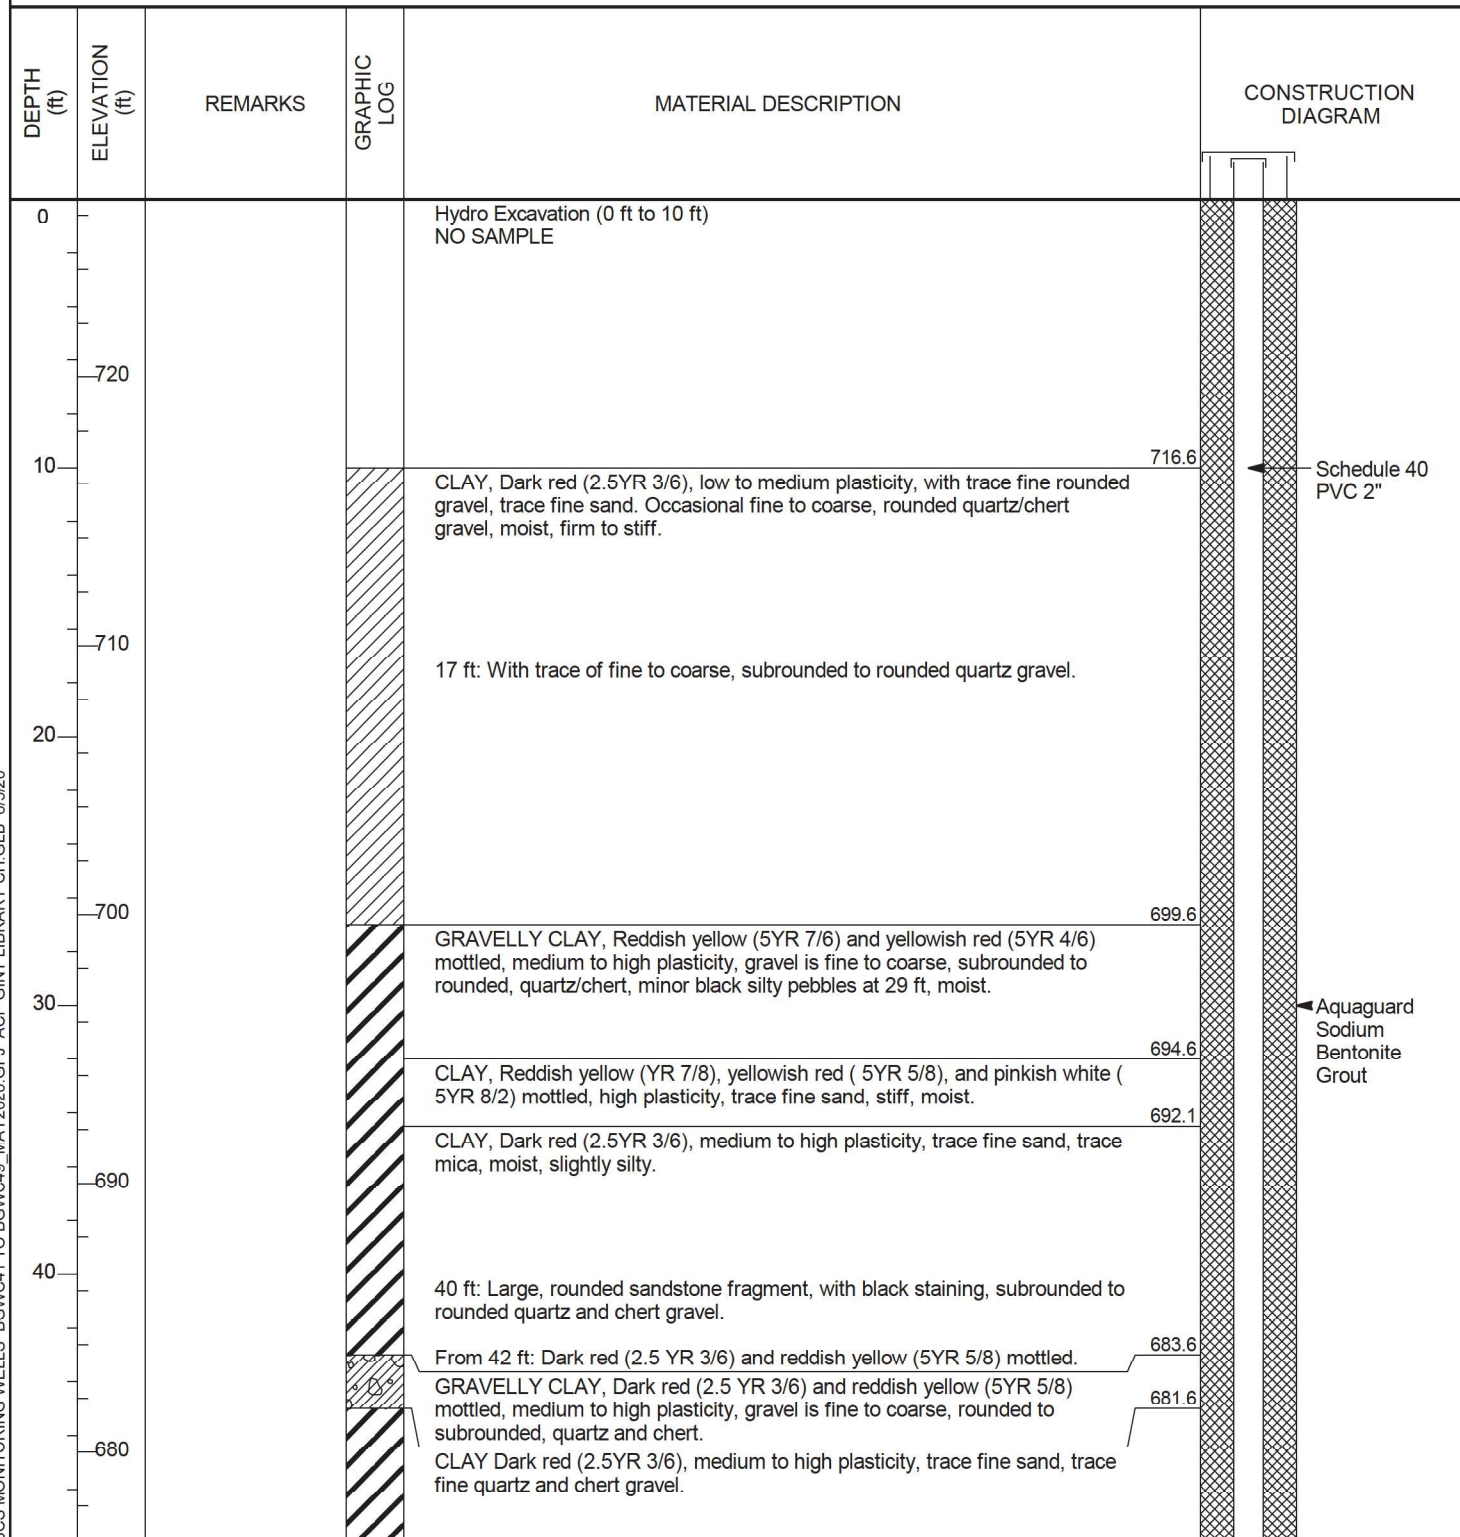 DEPTH
(ft)
ELEVATION
(ft)
REMARKS
GRAPHIC
LOG
MATERIAL DESCRIPTION
CONSTRUCTION
DIAGRAM
0
Hydro Excavation (0 ft to 10 ft)
NO SAMPLE
720
10
716.6
CLAY, Dark red (2.5YR 3/6), low to medium plasticity, with trace fine rounded
gravel, trace fine sand. Occasional fine to coarse, rounded quartz/chert
gravel, moist, firm to stiff.
Schedule 40
PVC 2"
710
17 ft: With trace of fine to coarse, subrounded to rounded quartz gravel.
20
700
699.6
GRAVELLY CLAY, Reddish yellow (5YR 7/6) and yellowish red (5YR 4/6)
mottled, medium to high plasticity, gravel is fine to coarse, subrounded to
rounded, quartz/chert, minor black silty pebbles at 29 ft, moist.
30
Aquaguard
Sodium
Bentonite
Grout
694.6
CLAY, Reddish yellow (YR 7/8), yellowish red ( 5YR 5/8), and pinkish white (
5YR 8/2) mottled, high plasticity, trace fine sand, stiff, moist.
692.1
CLAY, Dark red (2.5YR 3/6), medium to high plasticity, trace fine sand, trace
mica, moist, slightly silty.
690
40
40 ft: Large, rounded sandstone fragment, with black staining, subrounded to
rounded quartz and chert gravel.
683.6
From 42 ft: Dark red (2.5 YR 3/6) and reddish yellow (5YR 5/8) mottled.
GRAVELLY CLAY, Dark red (2.5 YR 3/6) and reddish yellow (5YR 5/8)
mottled, medium to high plasticity, gravel is fine to coarse, rounded to
subrounded, quartz and chert.
681.6
680
CLAY Dark red (2.5YR 3/6), medium to high plasticity, trace fine sand, trace
fine quartz and chert gravel.